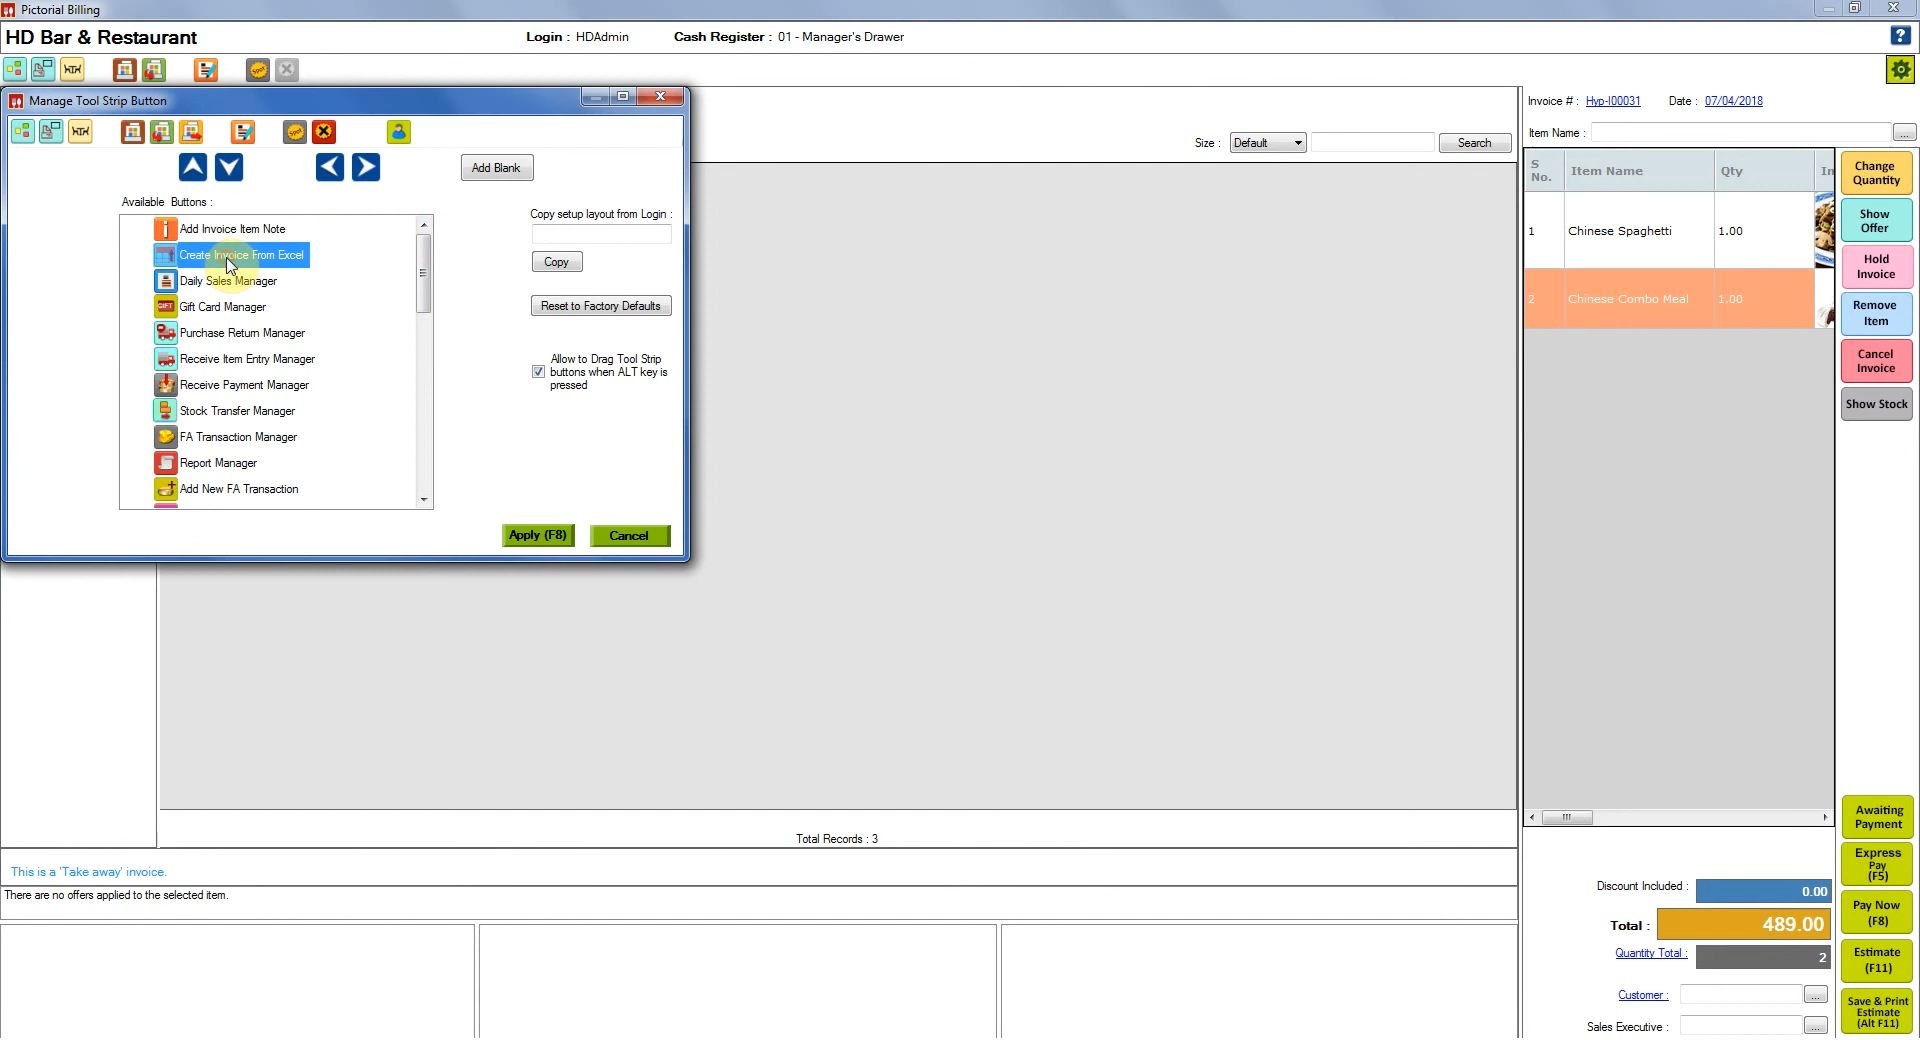 Pictorial Billing
HD Bar & Restaurant
Login : HDAdmin
Cash Register : 01 - Manager's Drawer
?
Manage Tool Strip Button
Add Blank
Available Buttons :
Add Invoice Item Note
Create Invoice From Excel
Daily Sales Manager
Gift Card Manager
Purchase Return Manager
Receive Item Entry Manager
Receive Payment Manager
Stock Transfer Manager
FA Transaction Manager
Report Manager
Add New FA Transaction
Copy setup layout from Login :
Copy
Reset to Factory Defaults
Allow to Drag Tool Strip
buttons when ALT key is
pressed
Apply (F8)
Cancel
Size :
Default
Search
Invoice # : Hyp-I00031
Date : 07/04/2018
Item Name :
...
S No.
Item Name
Qty
1
Chinese Spaghetti
1.00
2
Chinese Combo Meal
1.00
Change
Quantity
Show
Offer
Hold
Invoice
Remove
Item
Cancel
Invoice
Show Stock
Total Records : 3
This is a 'Take away' invoice.
There are no offers applied to the selected item.
Discount Included :
0.00
Total :
489.00
Quantity Total :
2
Customer :
...
Sales Executive :
...
Awaiting
Payment
Express
Pay
(F5)
Pay Now
(F8)
Estimate
(F11)
Save & Print
Estimate
(Alt F11)